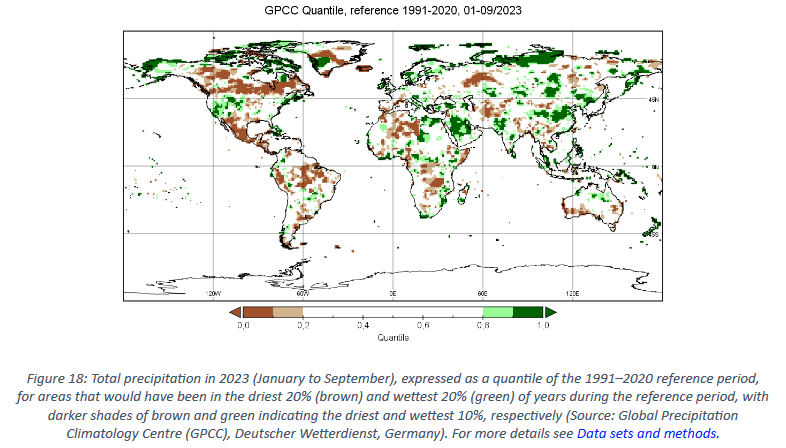 GPCC Quantile, reference 1991-2020, 01-09/2023
45N
0N
45S
120W
60W
0E
60E
120E
0,0
0,2
0,4
0,6
0,8
1,0
Quantile
Figure 18: Total precipitation in 2023 (January to September), expressed as a quantile of the 1991–2020 reference period,
for areas that would have been in the driest 20% (brown) and wettest 20% (green) of years during the reference period, with
darker shades of brown and green indicating the driest and wettest 10%, respectively (Source: Global Precipitation
Climatology Centre (GPCC), Deutscher Wetterdienst, Germany). For more details see Data sets and methods.